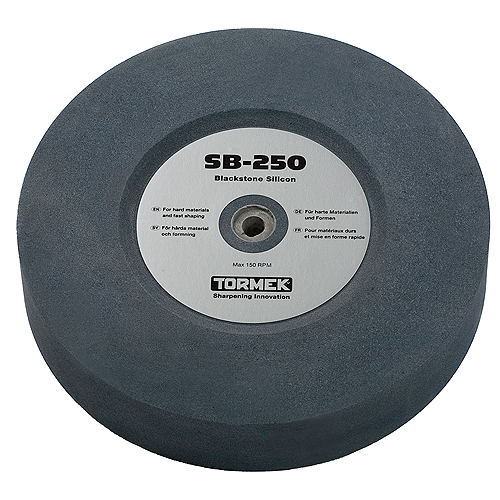 SB-250
Blackstone Silicon
EN For hard materials
and fast shaping
SV För hårda material
och formning
DE Für harte Materialien
und Formen
FR Pour matériaux durs
et mise en forme rapide
Max 150 RPM
TORMEK
Sharpening Innovation